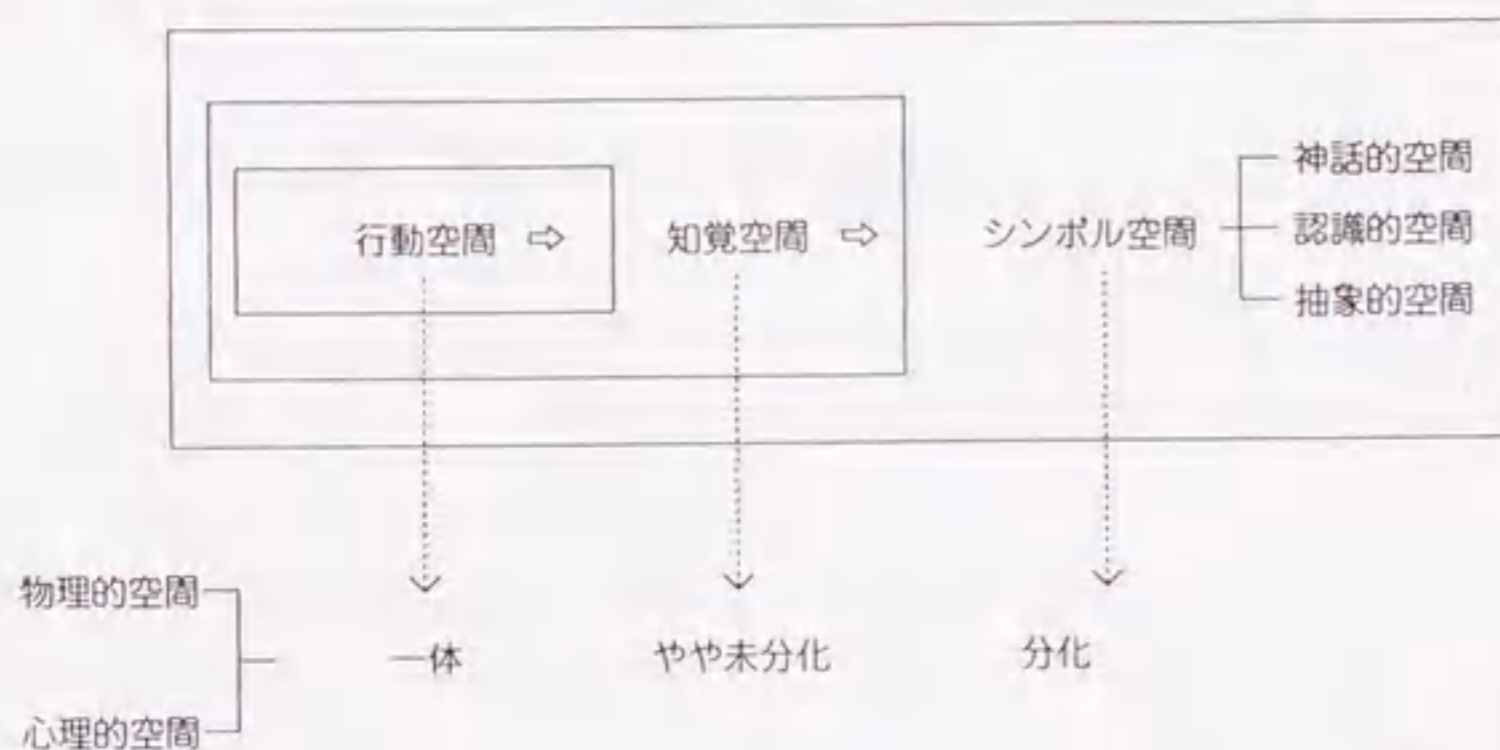 神話的空間
行動空間 ⇨ 知覚空間 ⇨ シンボル空間 認識的空間
抽象的空間
物理的空間
一体 やや未分化 分化
心理的空間